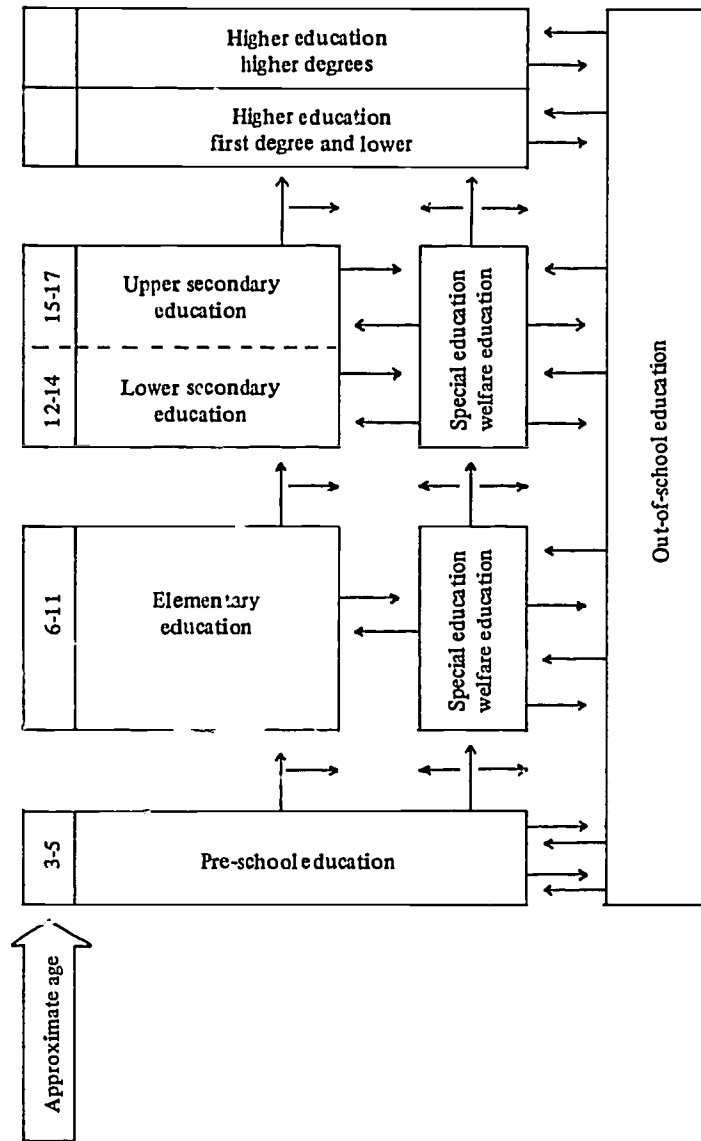 Higher education
higher degrees
Higher education
first degree and lower
15-17
Upper secondary
education
12-14
Lower secondary
education
Special education
welfare education
6-11
Elementary
education
Special education
welfare education
3-5
Pre-school education
Out-of-school education
Approximate age